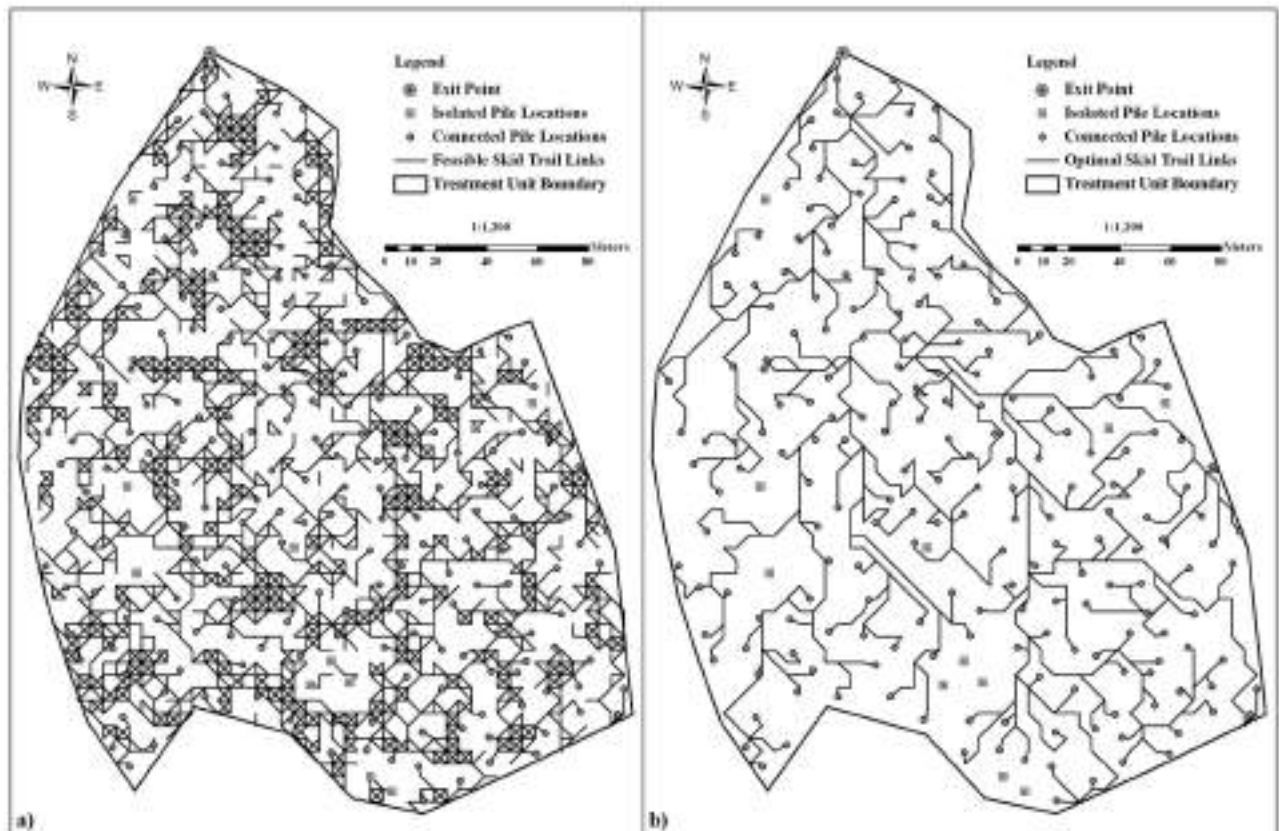 N
W E
S
Legend
Exit Point
Isolated Pile Locations
Connected Pile Locations
Feasible Skid Trail Links
Treatment Unit Boundary
1:1,200
Meters
0 10 20 40 60 80
a)
N
W E
S
Legend
Exit Point
Isolated Pile Locations
Connected Pile Locations
Optimal Skid Trail Links
Treatment Unit Boundary
1:1,200
Meters
0 10 20 40 60 80
b)